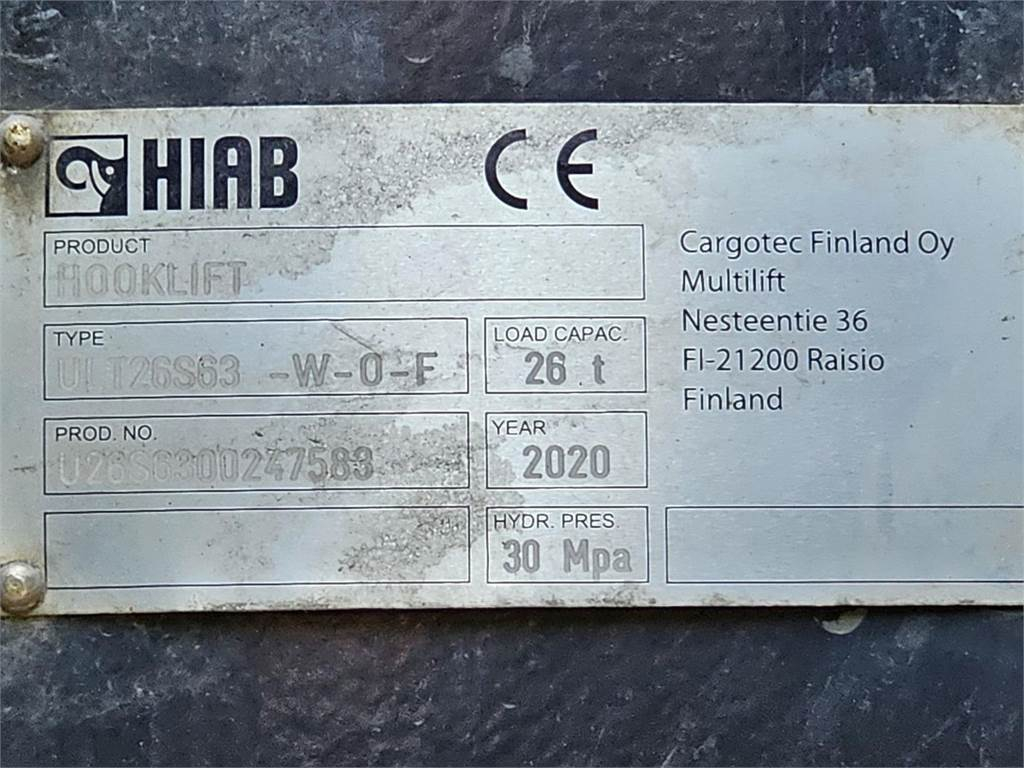 HIAB CE
PRODUCT
HOOKLIFT
TYPE
ULT26S63 -W-O-F
LOAD CAPAC.
26 t
PROD. NO.
U26S6300247583
YEAR
2020
HYDR. PRES.
30 Mpa
Cargotec Finland Oy
Multilift
Nesteentie 36
FI-21200 Raisio
Finland